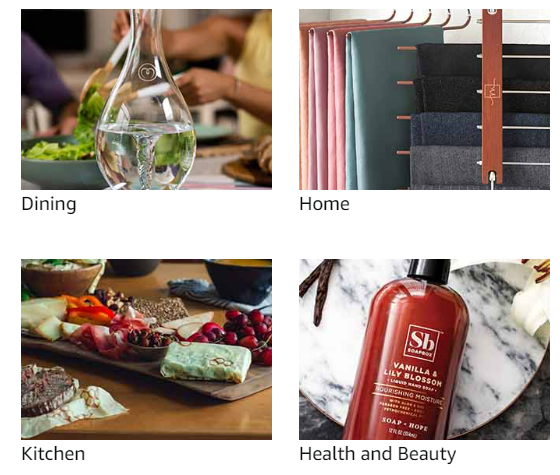 Dining
Home
Sb
SOAPBOX
VANILLA &
LILY BLOSSOM
LIQUID HAND SOAP
NOURISHING MOISTURE
SOAP = HOPE
Kitchen
Health and Beauty